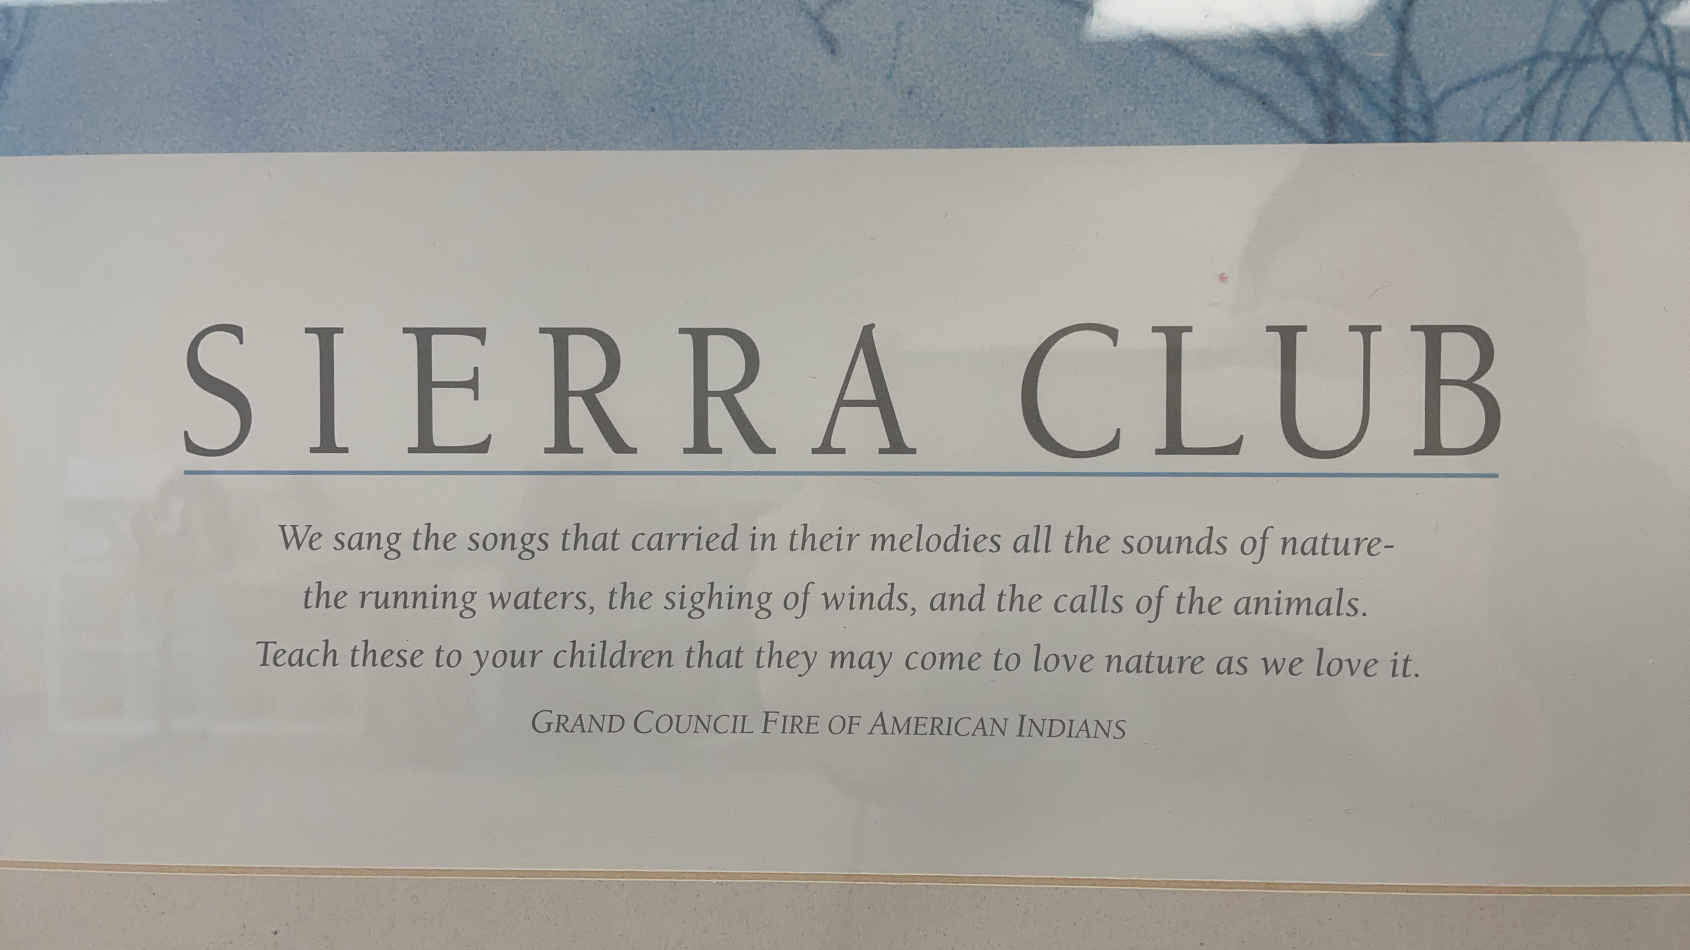 SIERRA CLUB
We sang the songs that carried in their melodies all the sounds of nature-
the running waters, the sighing of winds, and the calls of the animals.
Teach these to your children that they may come to love nature as we love it.
GRAND COUNCIL FIRE OF AMERICAN INDIANS